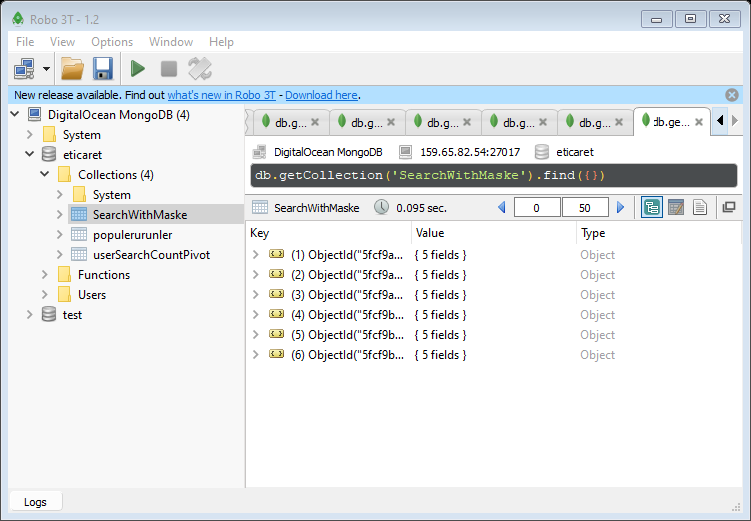 Robo 3T - 1.2
File View Options Window Help
New release available. Find out what's new in Robo 3T - Download here.
DigitalOcean MongoDB (4)
System
eticaret
Collections (4)
System
SearchWithMaske
populerurunler
userSearchCountPivot
Functions
Users
test
db.g... db.g... db.g... db.g... db.g... db.ge...
DigitalOcean MongoDB 159.65.82.54:27017 eticaret
db.getCollection('SearchWithMaske').find({})
SearchWithMaske 0.095 sec. 0 50
Key Value Type
(1) ObjectId("5fcf9a... { 5 fields } Object
(2) ObjectId("5fcf9a... { 5 fields } Object
(3) ObjectId("5fcf9a... { 5 fields } Object
(4) ObjectId("5fcf9b... { 5 fields } Object
(5) ObjectId("5fcf9b... { 5 fields } Object
(6) ObjectId("5fcf9b... { 5 fields } Object
Logs